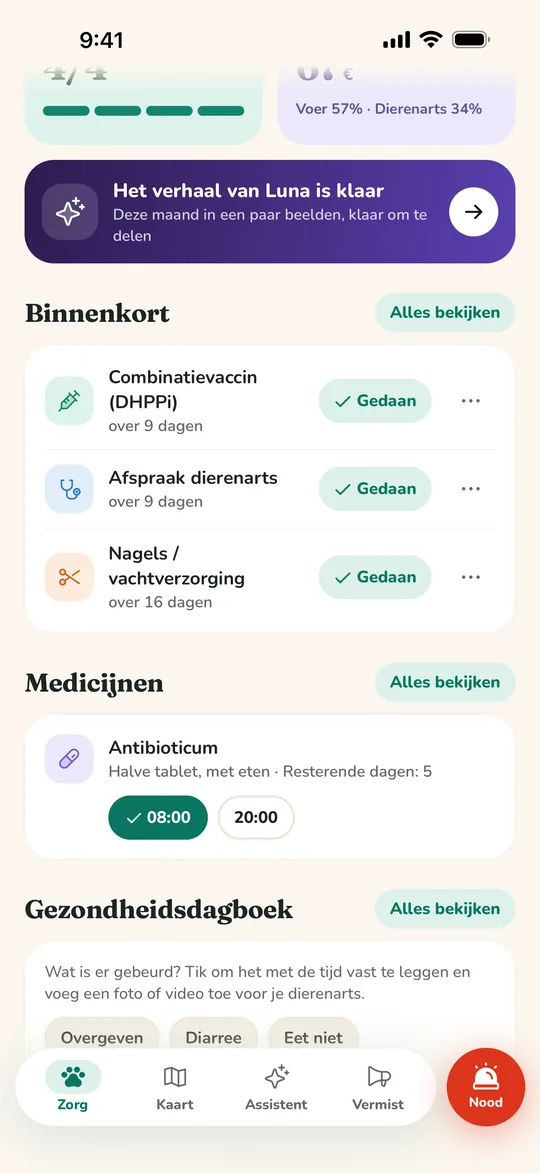 9:41
4/4
€
Voer 57% · Dierenarts 34%
Het verhaal van Luna is klaar
Deze maand in een paar beelden, klaar om te
delen
Binnenkort
Alles bekijken
Combinatievaccin
(DHPPi)
over 9 dagen
Gedaan
Afspraak dierenarts
over 9 dagen
Gedaan
Nagels /
vachtverzorging
over 16 dagen
Gedaan
Medicijnen
Alles bekijken
Antibioticum
Halve tablet, met eten · Resterende dagen: 5
08:00
20:00
Gezondheidsdagboek
Alles bekijken
Wat is er gebeurd? Tik om het met de tijd vast te leggen en
voeg een foto of video toe voor je dierenarts.
Overgeven
Diarree
Eet niet
Zorg
Kaart
Assistent
Vermist
Nood